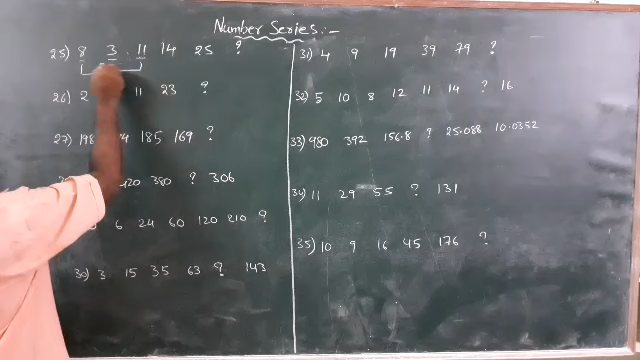 Number Series:-
25) 8 3 11 14 25 ?
26) 2 11 23 ?
27) 198 185 169 ?
380 ? 306
6 24 60 120 210 ?
30) 3 15 35 63 ? 143
31) 4 9 19 39 79 ?
32) 5 10 8 12 11 14 ? 16
33) 980 392 156.8 ? 25.088 10.0352
34) 11 29 55 ? 131
35) 10 9 16 45 176 ?